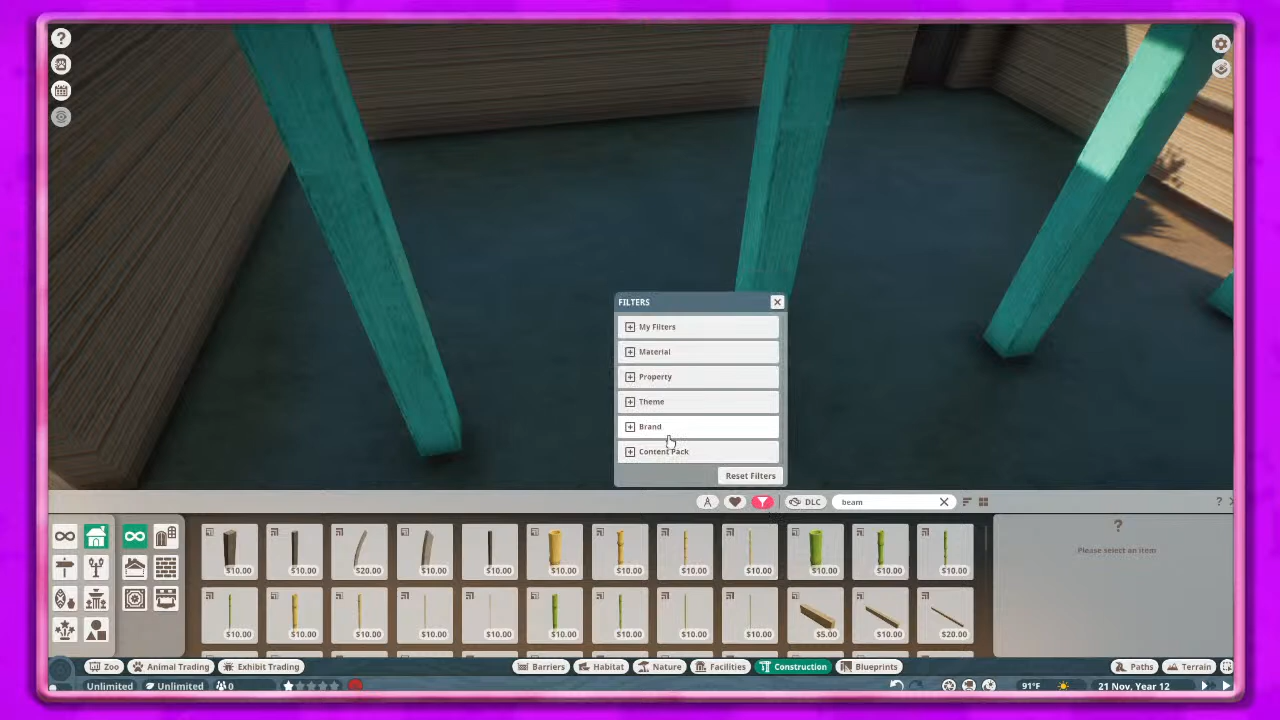 FILTERS
My Filters
Material
Property
Theme
Brand
Content Pack
Reset Filters
DLC
beam
?
?
Please select an item
$10.00 $10.00 $20.00 $10.00 $10.00 $10.00 $10.00 $10.00 $10.00 $10.00 $10.00 $10.00
$10.00 $10.00 $10.00 $10.00 $10.00 $10.00 $10.00 $10.00 $10.00 $5.00 $10.00 $20.00
Zoo Animal Trading Exhibit Trading Barriers Habitat Nature Facilities Construction Blueprints Paths Terrain
Unlimited Unlimited 0 91°F 21 Nov, Year 12